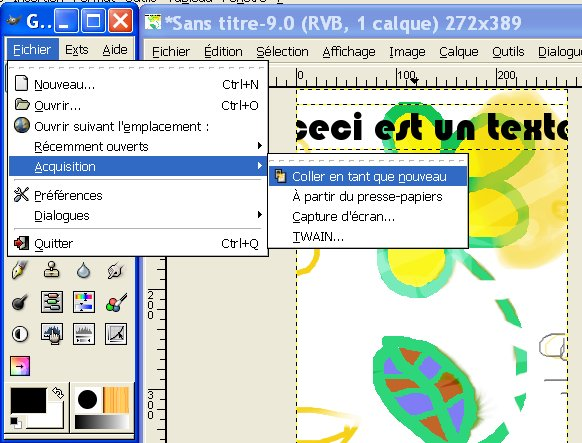 G..
*Sans titre-9.0 (RVB, 1 calque) 272x389
Fichier Exts Aide
Fichier Édition Sélection Affichage Image Calque Outils Dialogue
0 100 200
Nouveau... Ctrl+N
Ouvrir... Ctrl+O
Ouvrir suivant l'emplacement :
Récemment ouverts
Acquisition
Préférences
Dialogues
Quitter Ctrl+Q
Coller en tant que nouveau
À partir du presse-papiers
Capture d'écran...
TWAIN...
ceci est un texte
200
300